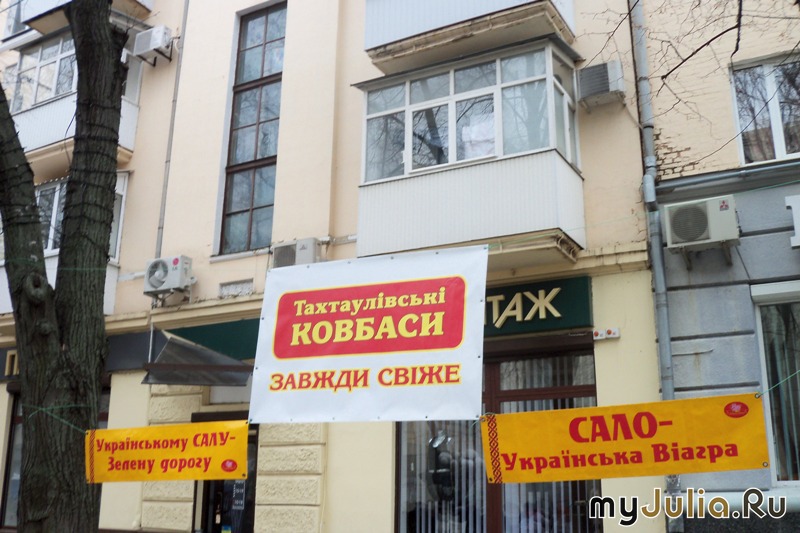 Тахтаулівські
КОВБАСИ
ЗАВЖДИ СВІЖЕ
ТАЖ
Українському САЛУ-
Зелену дорогу
САЛО-
Українська Віагра
myJulia.Ru